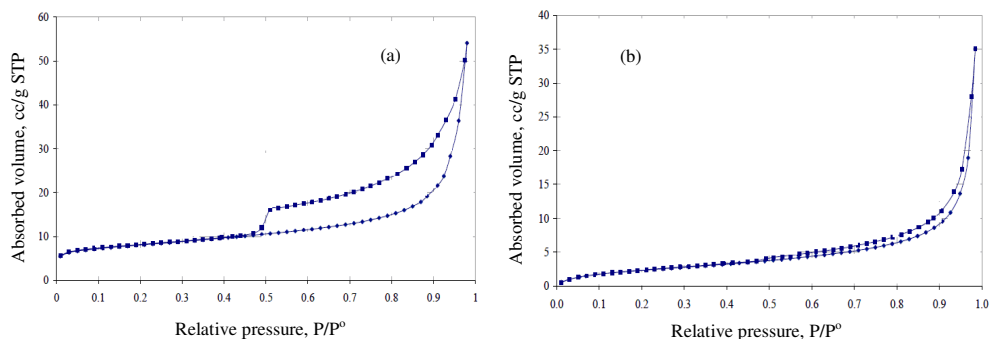 60
50
40
30
20
10
0
0 0.1 0.2 0.3 0.4 0.5 0.6 0.7 0.8 0.9 1
Absorbed volume, cc/g STP
Relative pressure, P/Pº
(a)
40
35
30
25
20
15
10
5
0
0.0 0.1 0.2 0.3 0.4 0.5 0.6 0.7 0.8 0.9 1.0
Absorbed volume, cc/g STP
Relative pressure, P/Pº
(b)